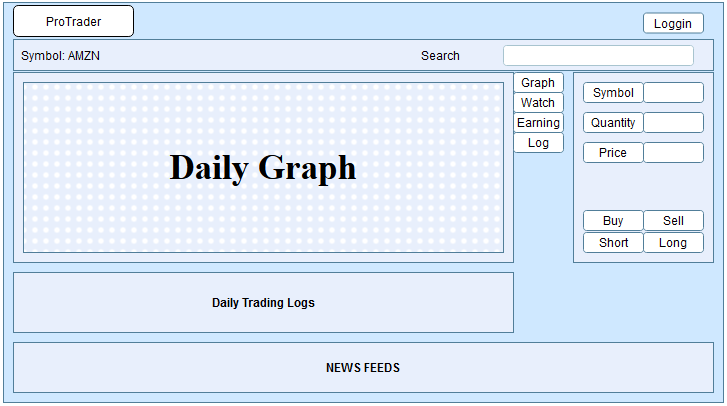 ProTrader
Loggin
Symbol: AMZN Search
Graph
Watch
Earning
Log
Daily Graph
Symbol
Quantity
Price
Buy Sell
Short Long
Daily Trading Logs
NEWS FEEDS